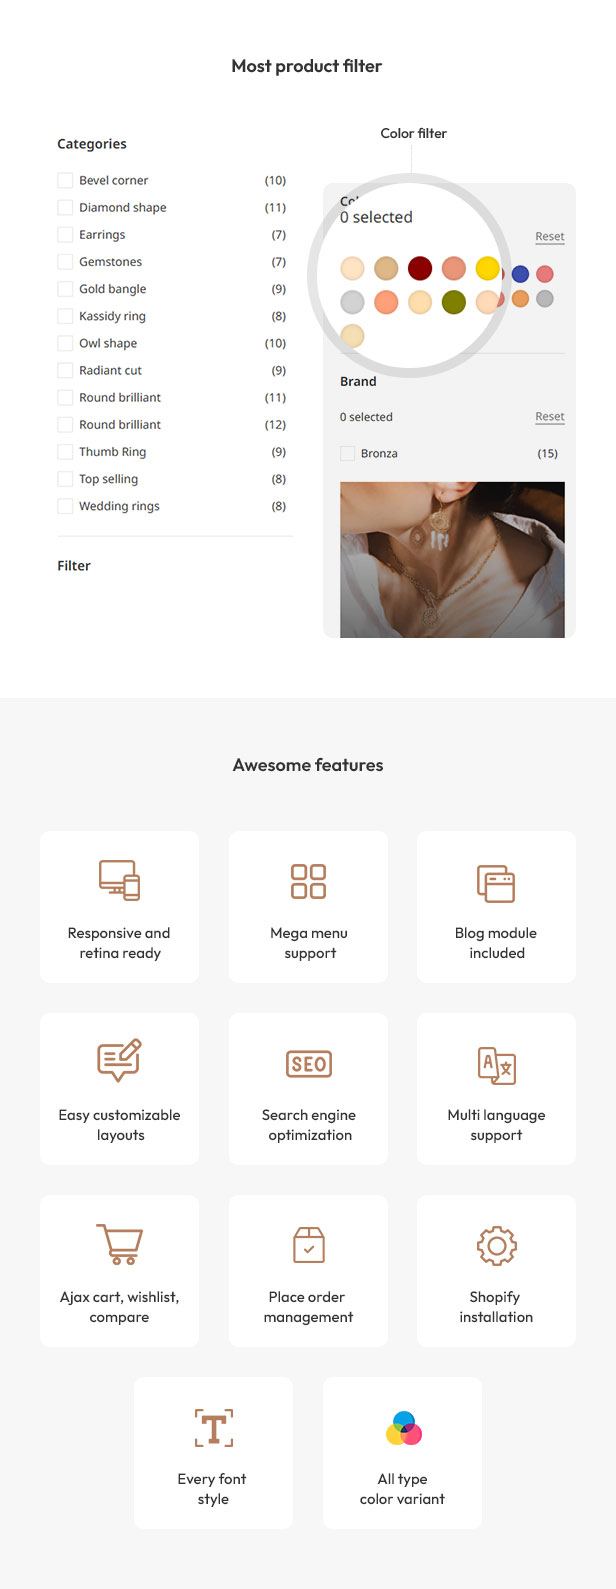 Most product filter
Categories
Bevel corner (10)
Diamond shape (11)
Earrings (7)
Gemstones (7)
Gold bangle (9)
Kassidy ring (8)
Owl shape (10)
Radiant cut (9)
Round brilliant (11)
Round brilliant (12)
Thumb Ring (9)
Top selling (8)
Wedding rings (8)
Filter
Color filter
0 selected
Reset
Brand
0 selected Reset
Bronza (15)
Awesome features
Responsive and
retina ready
Mega menu
support
Blog module
included
Easy customizable
layouts
SEO
Search engine
optimization
A 文
Multi language
support
Ajax cart, wishlist,
compare
Place order
management
Shopify
installation
T
Every font
style
All type
color variant